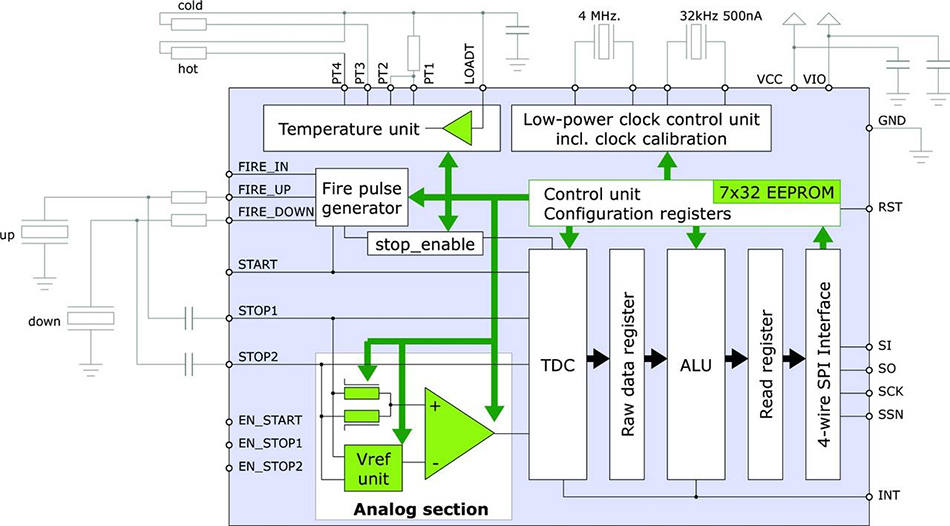 cold
hot
4 MHz.
32kHz 500nA
PT4
PT3
PT2
PT1
LOADT
VCC
VIO
GND
Temperature unit
Low-power clock control unit
incl. clock calibration
FIRE_IN
FIRE_UP
FIRE_DOWN
Fire pulse
generator
Control unit
Configuration registers
7x32 EEPROM
RST
stop_enable
up
down
START
STOP1
STOP2
TDC
Raw data register
ALU
Read register
4-wire SPI Interface
SI
SO
SCK
SSN
EN_START
EN_STOP1
EN_STOP2
+
-
Vref
unit
Analog section
INT